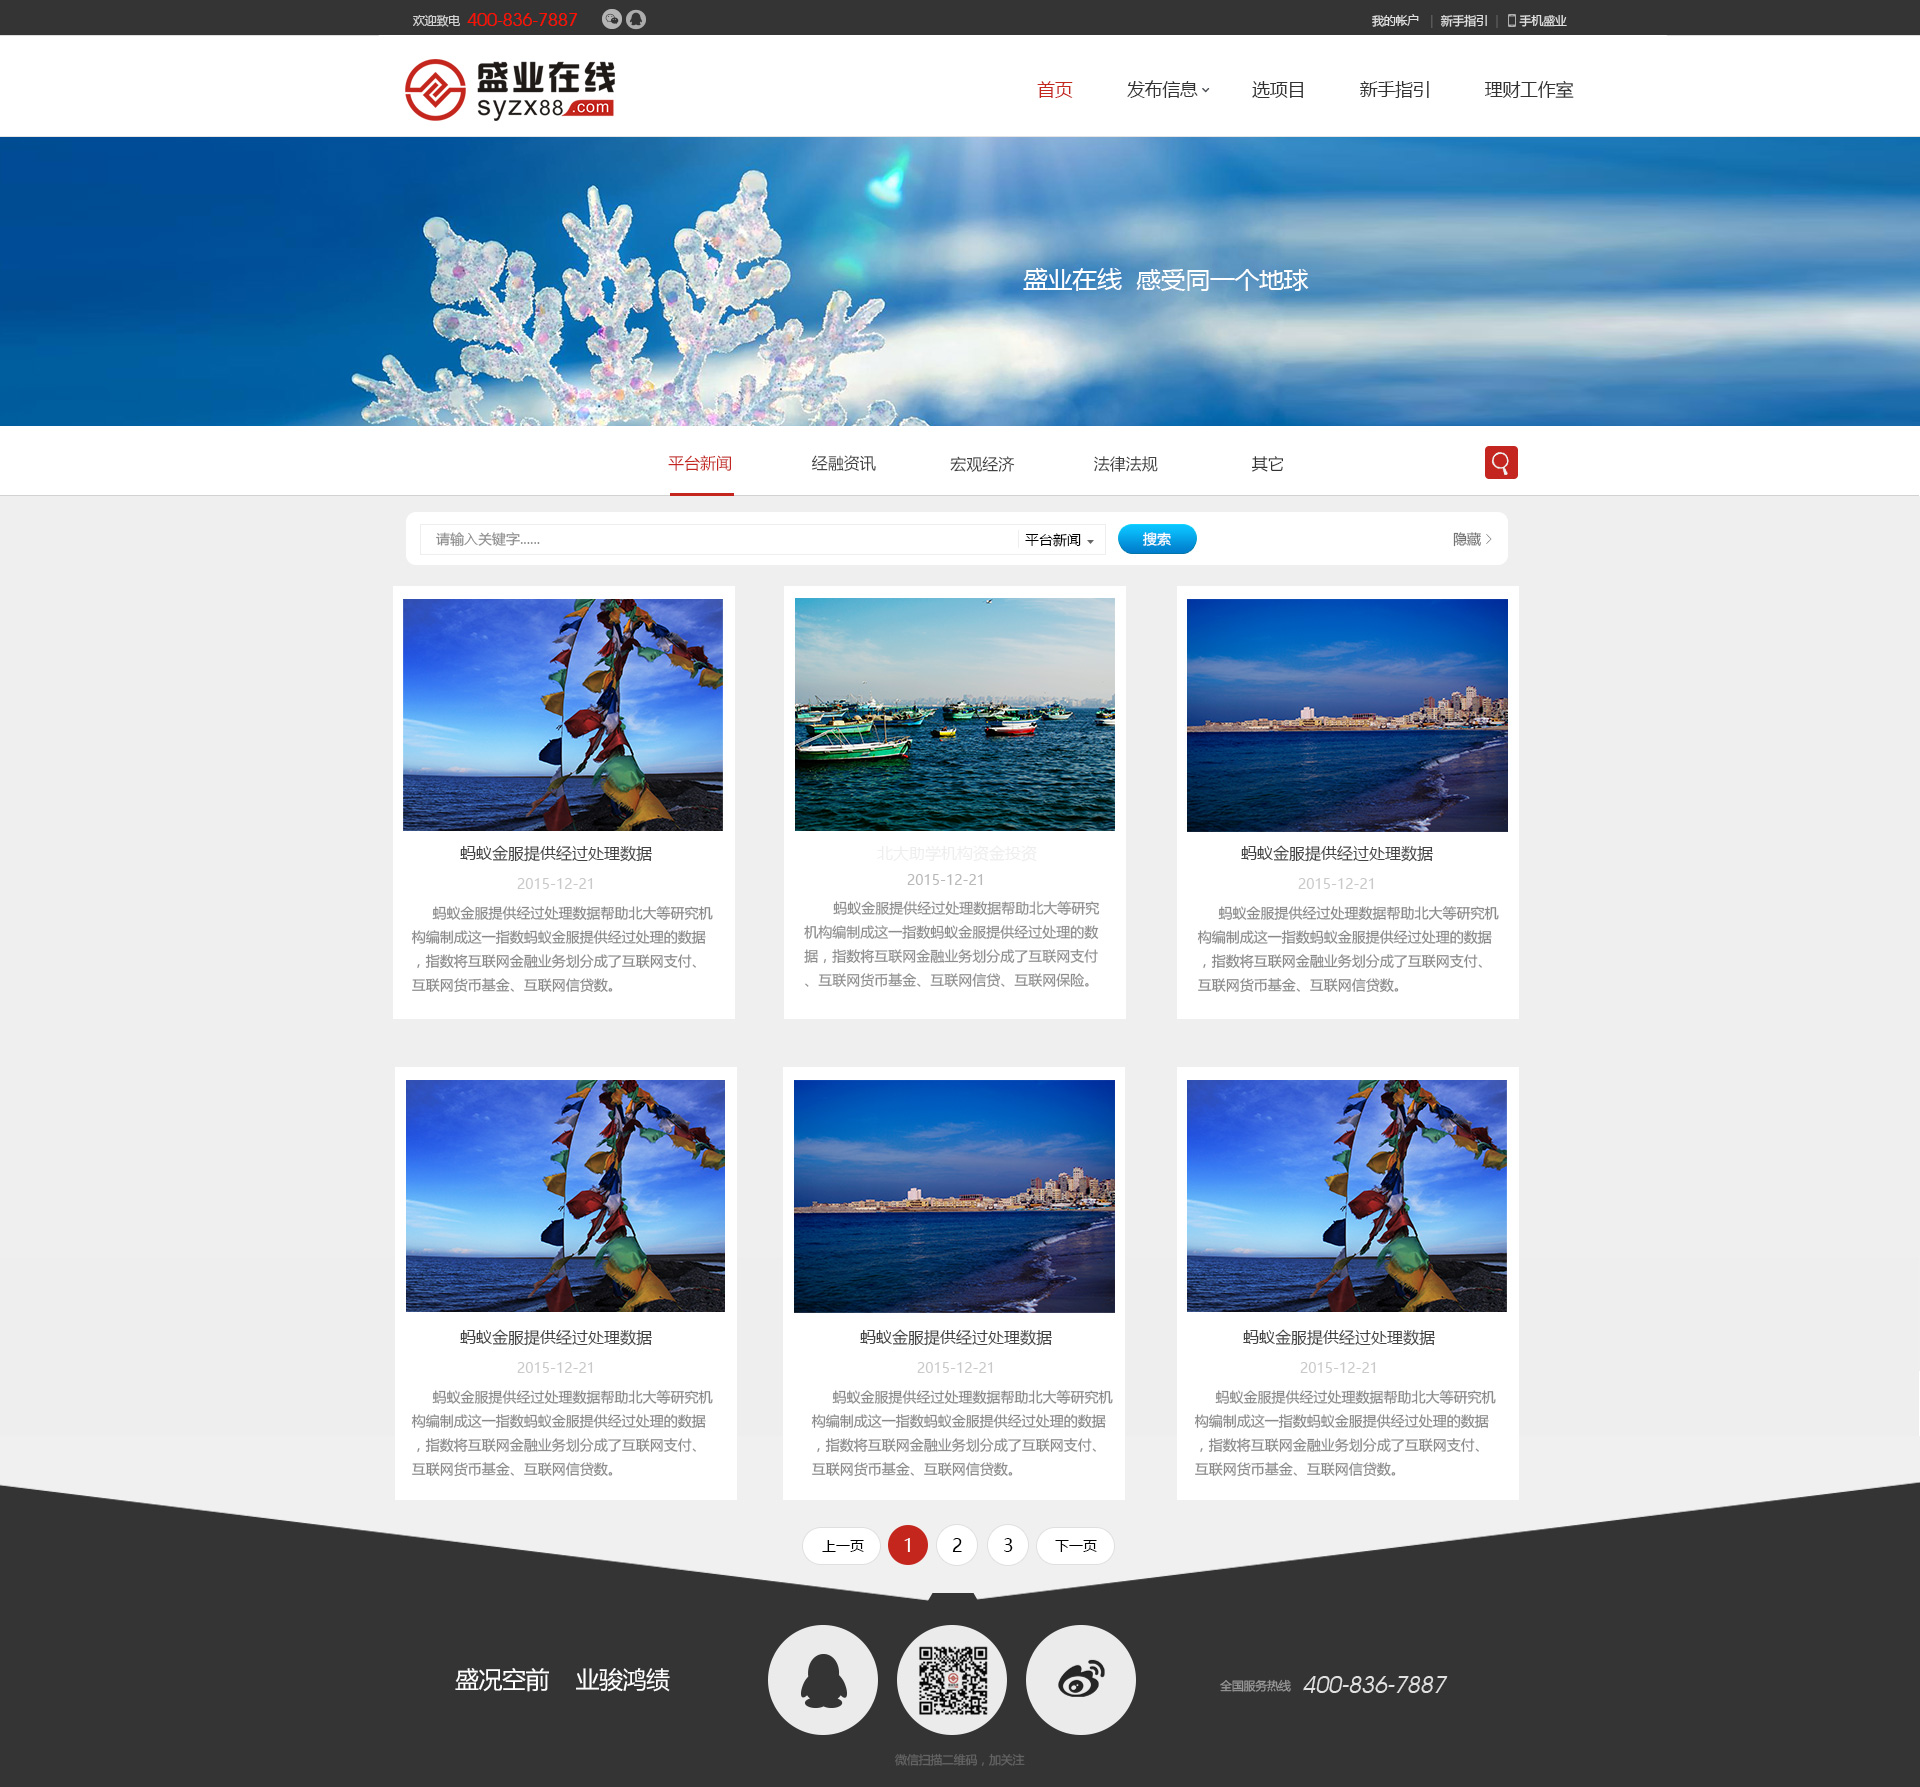 欢迎致电 400-836-7887
我的帐户 | 新手指引 | 手机盛业
盛业在线
syzx88.com
首页 发布信息 选项目 新手指引 理财工作室
盛业在线 感受同一个地球
平台新闻 经融资讯 宏观经济 法律法规 其它
请输入关键字...... 平台新闻 搜索 隐藏
蚂蚁金服提供经过处理数据
2015-12-21
蚂蚁金服提供经过处理数据帮助北大等研究机
构编制成这一指数蚂蚁金服提供经过处理的数据
，指数将互联网金融业务划分成了互联网支付、
互联网货币基金、互联网信贷数。
北大助学机构资金投资
2015-12-21
蚂蚁金服提供经过处理数据帮助北大等研究
机构编制成这一指数蚂蚁金服提供经过处理的数
据，指数将互联网金融业务划分成了互联网支付
、互联网货币基金、互联网信贷、互联网保险。
蚂蚁金服提供经过处理数据
2015-12-21
蚂蚁金服提供经过处理数据帮助北大等研究机
构编制成这一指数蚂蚁金服提供经过处理的数据
，指数将互联网金融业务划分成了互联网支付、
互联网货币基金、互联网信贷数。
蚂蚁金服提供经过处理数据
2015-12-21
蚂蚁金服提供经过处理数据帮助北大等研究机
构编制成这一指数蚂蚁金服提供经过处理的数据
，指数将互联网金融业务划分成了互联网支付、
互联网货币基金、互联网信贷数。
蚂蚁金服提供经过处理数据
2015-12-21
蚂蚁金服提供经过处理数据帮助北大等研究机
构编制成这一指数蚂蚁金服提供经过处理的数据
，指数将互联网金融业务划分成了互联网支付、
互联网货币基金、互联网信贷数。
蚂蚁金服提供经过处理数据
2015-12-21
蚂蚁金服提供经过处理数据帮助北大等研究机
构编制成这一指数蚂蚁金服提供经过处理的数据
，指数将互联网金融业务划分成了互联网支付、
互联网货币基金、互联网信贷数。
上一页 1 2 3 下一页
盛况空前 业骏鸿绩
全国服务热线 400-836-7887
微信扫描二维码，加关注